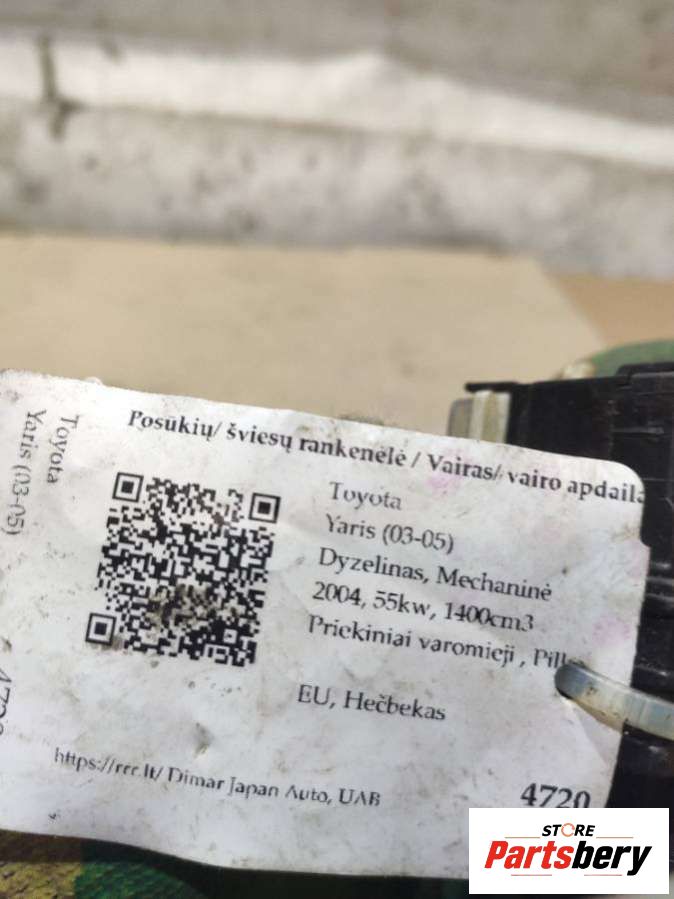 Toyota
Yaris (03-05)
Posūkių/ šviesų rankenėlė / Vairas/ vairo apdaila
Toyota
Yaris (03-05)
Dyzelinas, Mechaninė
2004, 55kw, 1400cm3
Priekiniai varomieji ,
EU, Hečbekas
https://rrr.lt/ Dimar Japan Auto, UAB
4720
STORE
Partsbery